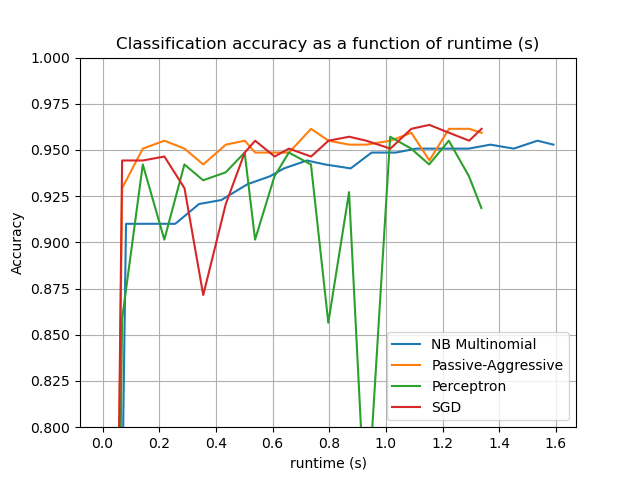 Classification accuracy as a function of runtime (s)
1.000
0.975
0.950
0.925
0.900
0.875
0.850
0.825
0.800
Accuracy
NB Multinomial
Passive-Aggressive
Perceptron
SGD
0.0 0.2 0.4 0.6 0.8 1.0 1.2 1.4 1.6
runtime (s)